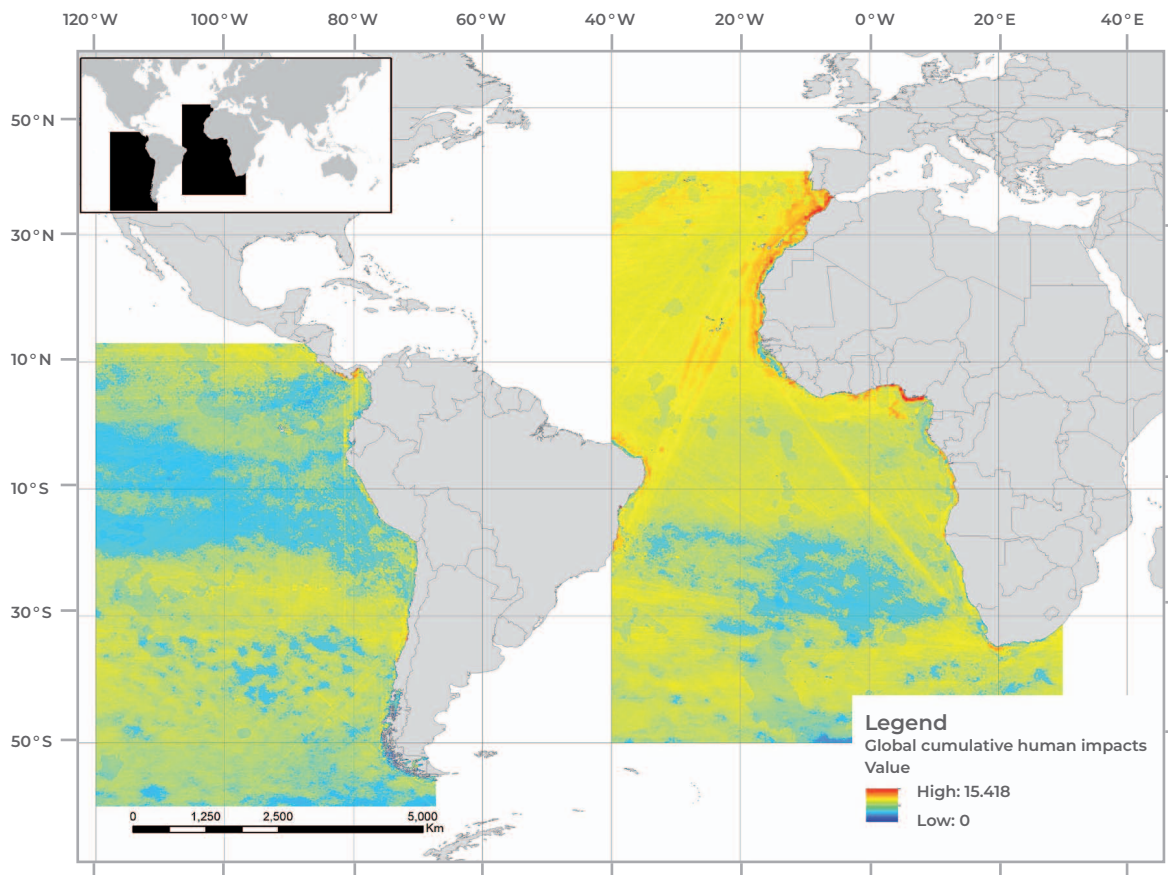 120°W 100°W 80°W 60°W 40°W 20°W 0°W 20°E 40°E
50°N
30°N
10°N
10°S
30°S
50°S
Legend
Global cumulative human impacts
Value
High: 15.418
Low: 0
0 1,250 2,500 5,000
Km